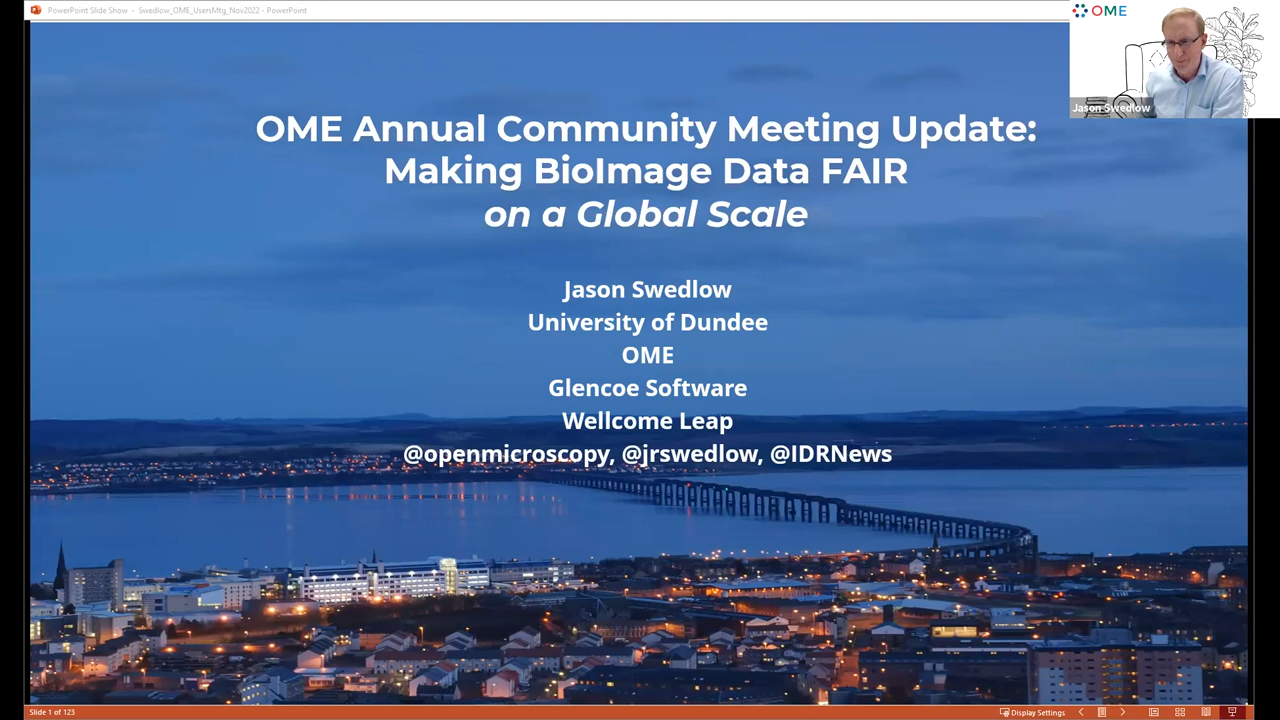 PowerPoint Slide Show - Swedlow_OME_UsersMtg_Nov2022 - PowerPoint
OME
Jason Swedlow
OME Annual Community Meeting Update:
Making BioImage Data FAIR
on a Global Scale
Jason Swedlow
University of Dundee
OME
Glencoe Software
Wellcome Leap
@openmicroscopy, @jrswedlow, @IDRNews
Slide 1 of 123
Display Settings